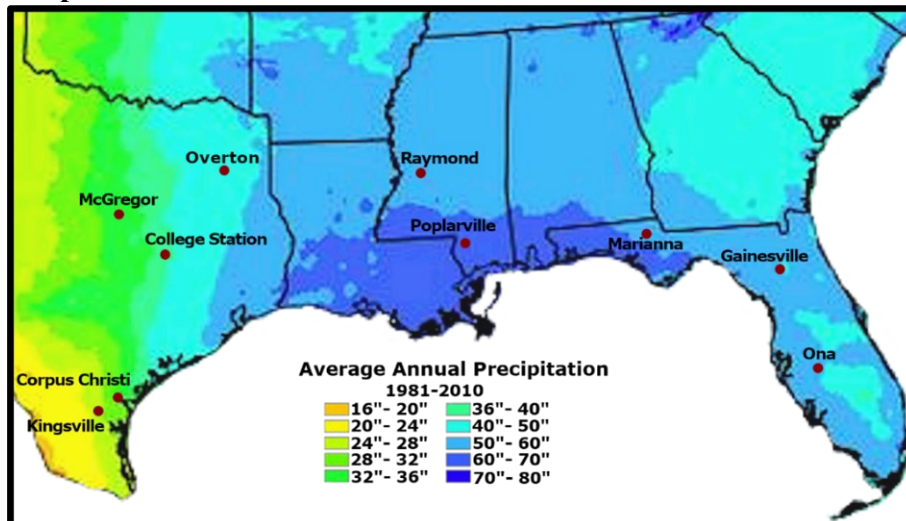 Overton
Raymond
McGregor
Poplarville
College Station
Marianna
Gainesville
Ona
Corpus Christi
Kingsville
Average Annual Precipitation
1981-2010
16"- 20" 36"- 40"
20"- 24" 40"- 50"
24"- 28" 50"- 60"
28"- 32" 60"- 70"
32"- 36" 70"- 80"